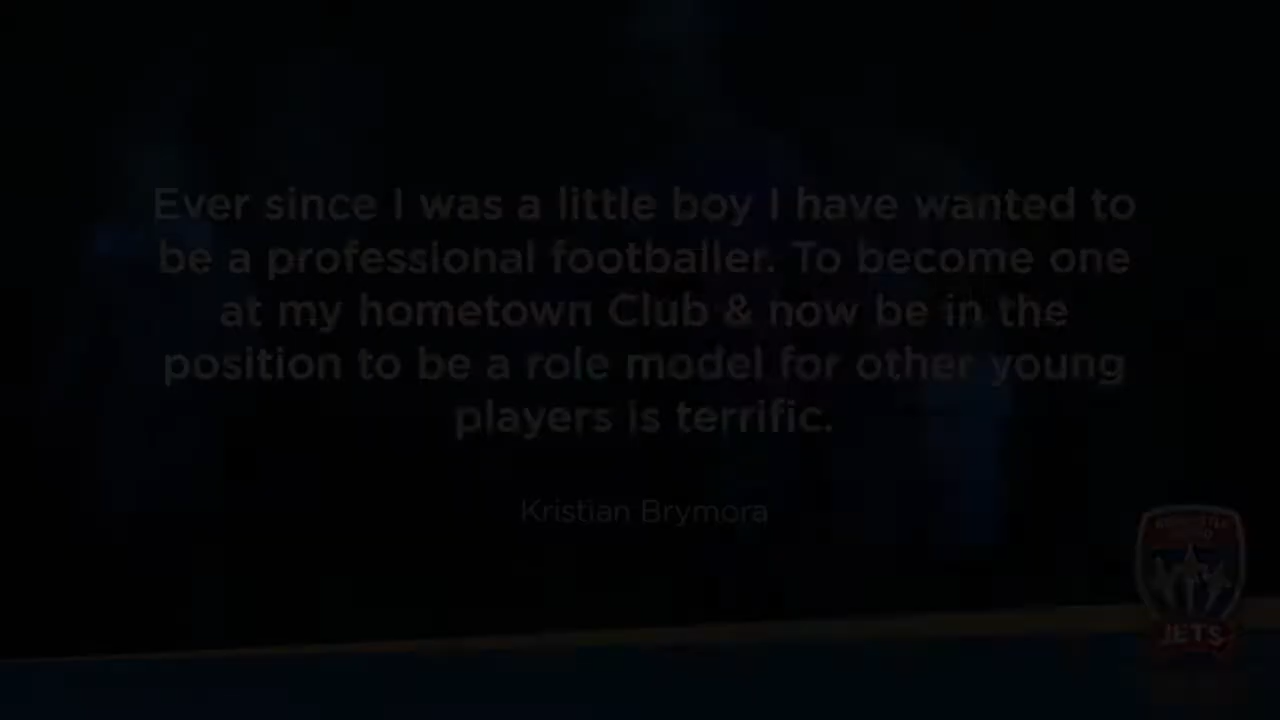 Ever since I was a little boy I have wanted to
be a professional footballer. To become one
at my hometown Club & now be in the
position to be a role model for other young
players is terrific.
Kristian Brymora
JETS